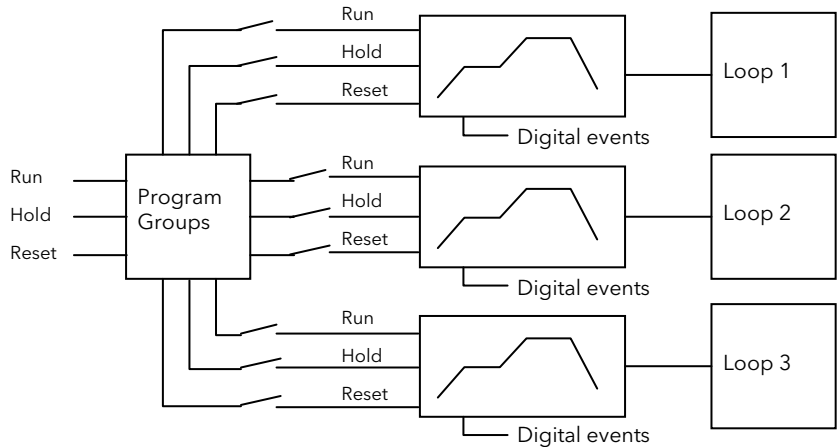 Run
Hold
Reset
Loop 1
Digital events
Run
Hold
Reset
Program
Groups
Run
Hold
Reset
Loop 2
Digital events
Run
Hold
Reset
Loop 3
Digital events